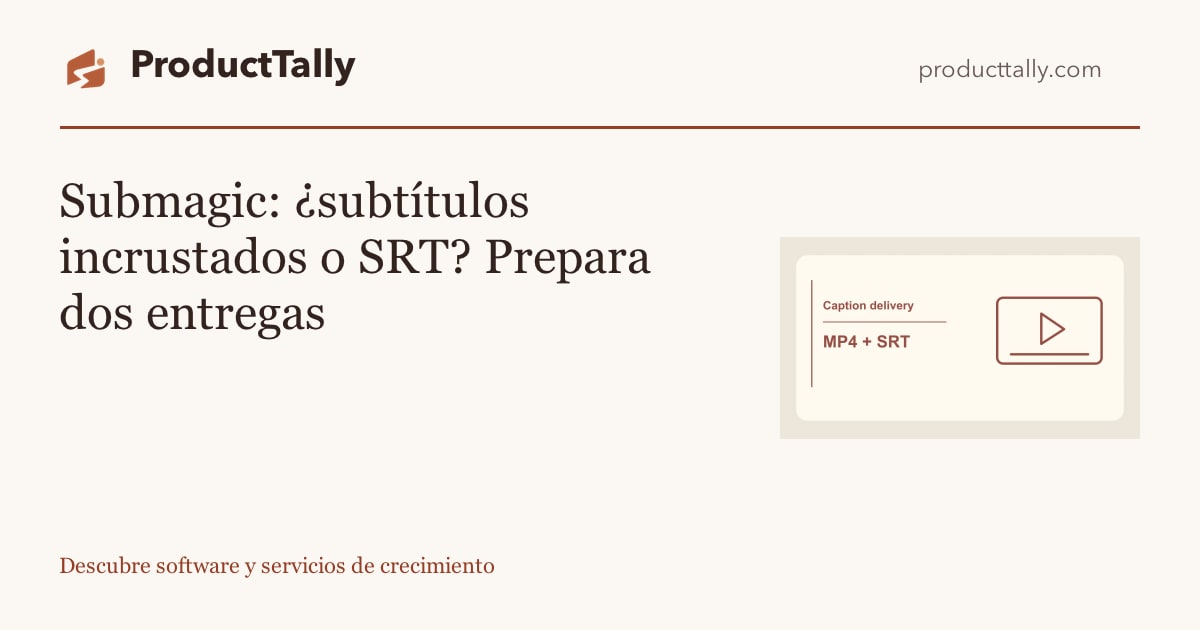 ProductTally
producttally.com
Submagic: ¿subtítulos
incrustados o SRT? Prepara
dos entregas
Caption delivery
MP4 + SRT
Descubre software y servicios de crecimiento